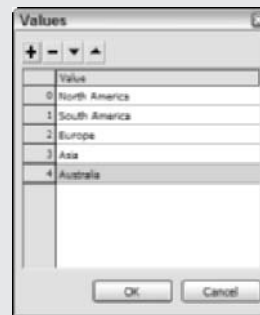 Values
Value
0 North America
1 South America
2 Europe
3 Asia
4 Australia
OK Cancel